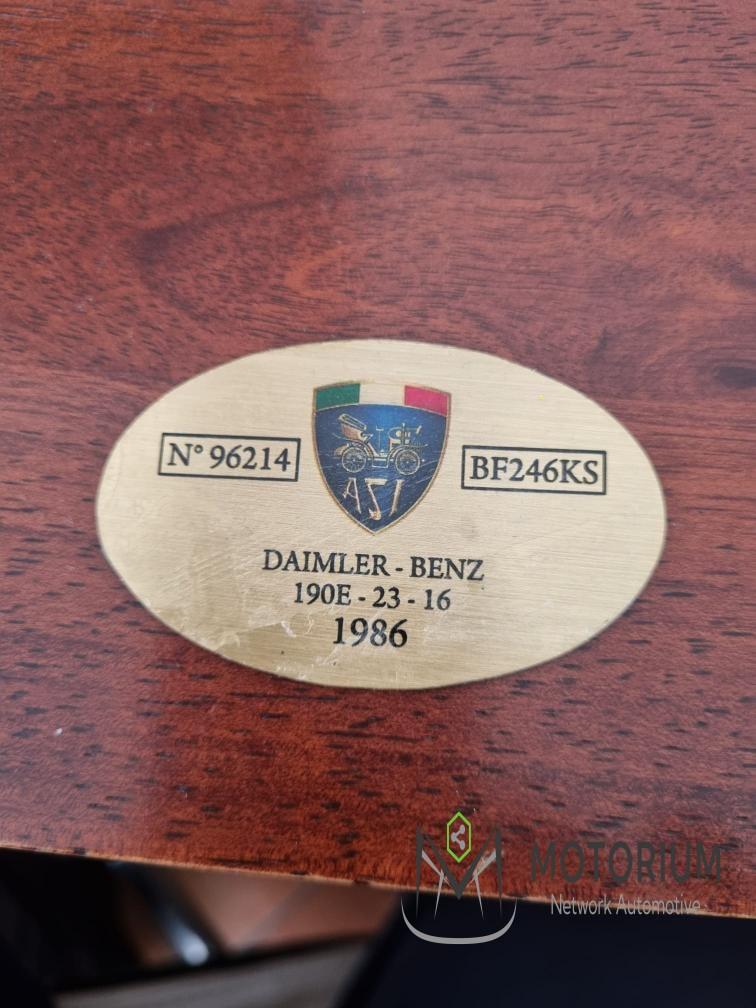 N° 96214
ASI
BF246KS
DAIMLER - BENZ
190E - 23 - 16
1986
MOTORIUM
Network Automotive